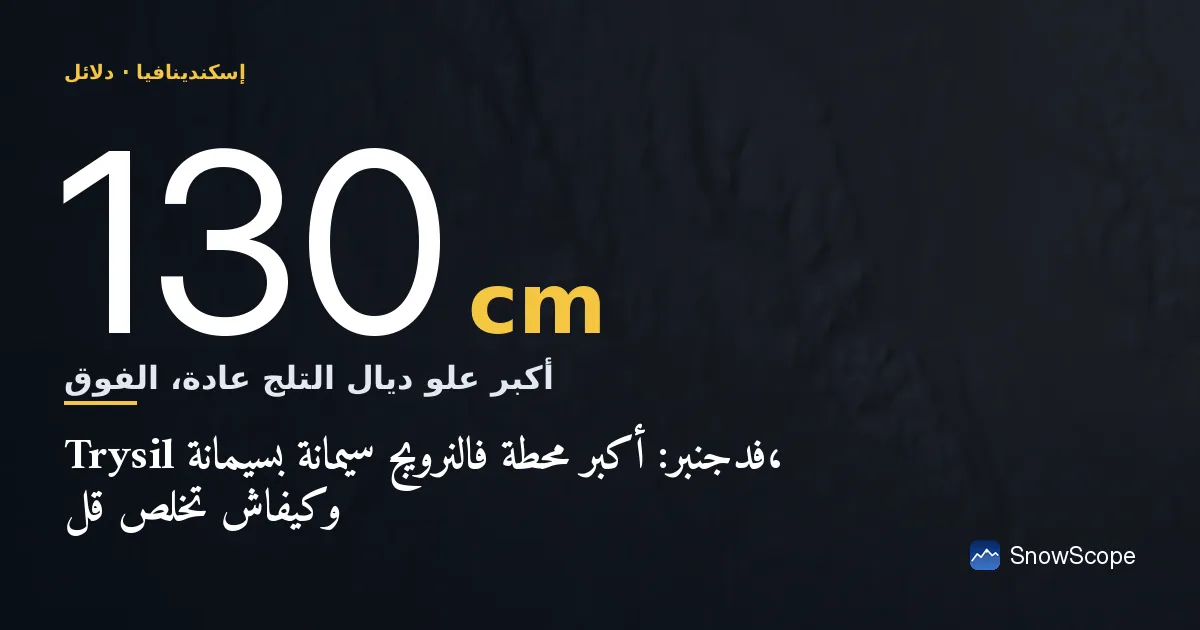 إسكندينافيا · دلائل
130 cm
أكبر علو ديال التلج عادة، الفوق
Trysil فدجنبر: أكبر محطة فالنرويج سيمانة بسيمانة،
وكيفاش تخلص قل
SnowScope